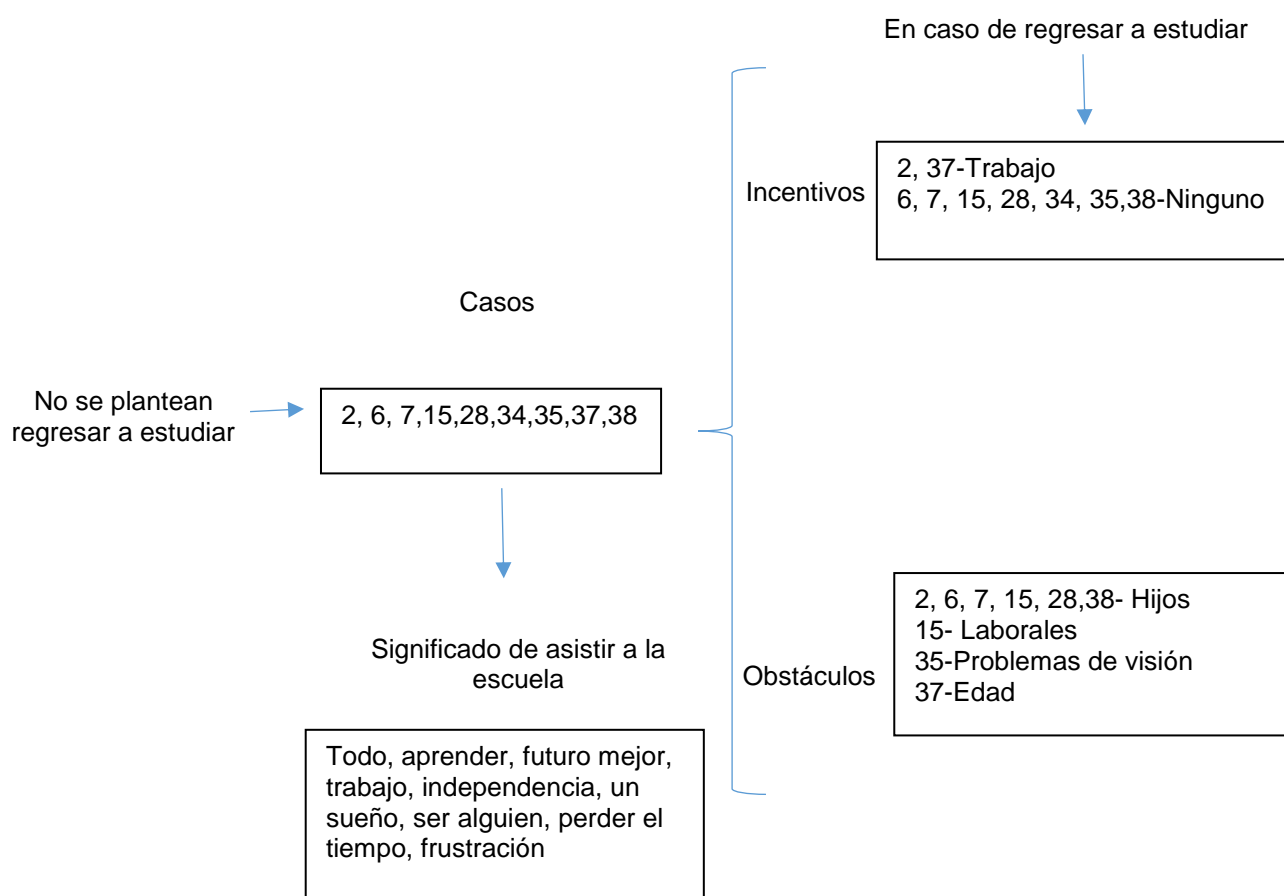 En caso de regresar a estudiar
Incentivos
2, 37-Trabajo
6, 7, 15, 28, 34, 35,38-Ninguno
Casos
No se plantean
regresar a estudiar
2, 6, 7,15,28,34,35,37,38
Significado de asistir a la
escuela
Todo, aprender, futuro mejor,
trabajo, independencia, un
sueño, ser alguien, perder el
tiempo, frustración
Obstáculos
2, 6, 7, 15, 28,38- Hijos
15- Laborales
35-Problemas de visión
37-Edad